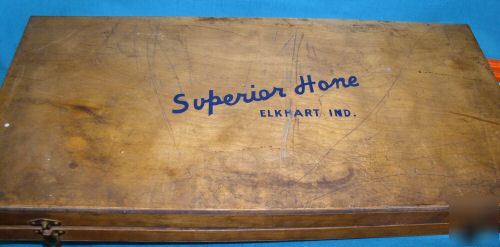 Superior Hone
ELKHART, IND.